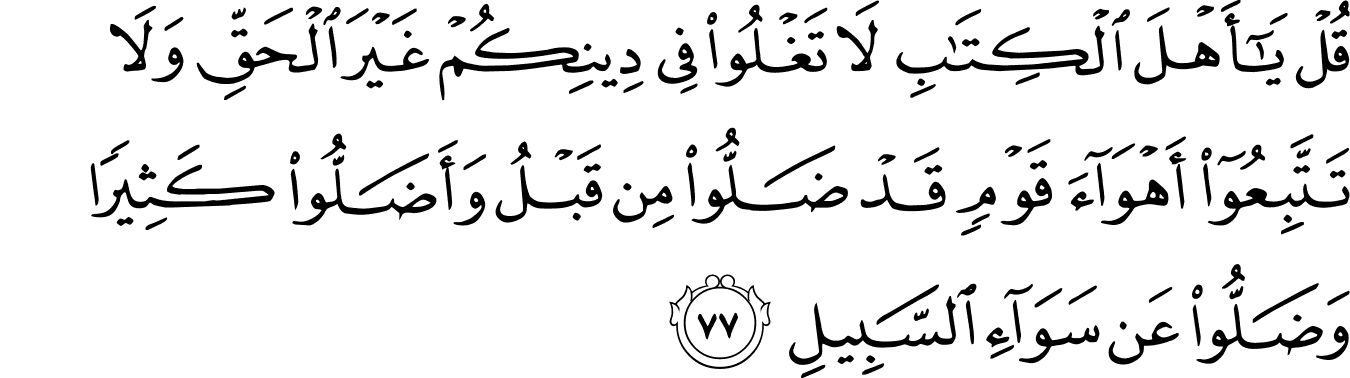 قُلۡ يَٰٓأَهۡلَ ٱلۡكِتَٰبِ لَا تَغۡلُواْ فِي دِينِكُمۡ غَيۡرَ ٱلۡحَقِّ وَلَا
تَتَّبِعُوٓاْ أَهۡوَآءَ قَوۡمٖ قَدۡ ضَلُّواْ مِن قَبۡلُ وَأَضَلُّواْ كَثِيرٗا
وَضَلُّواْ عَن سَوَآءِ ٱلسَّبِيلِ ٧٧